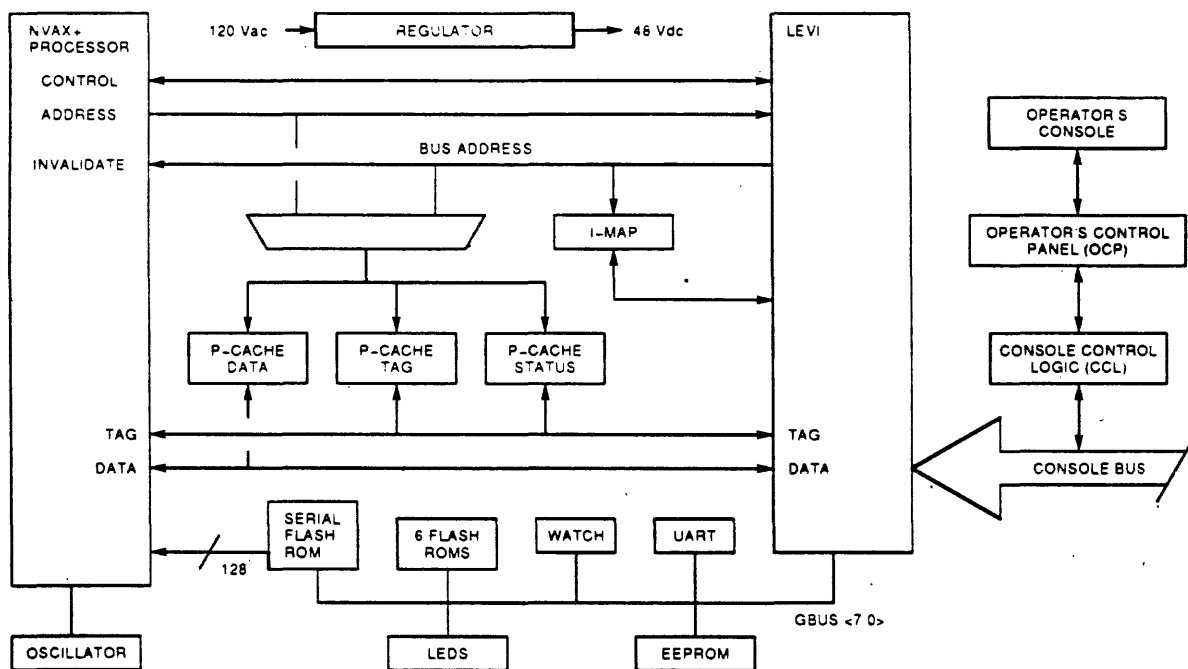 NVAX+
PROCESSOR
120 Vac
REGULATOR
48 Vdc
LEVI
CONTROL
ADDRESS
OPERATOR S
CONSOLE
BUS ADDRESS
INVALIDATE
I-MAP
OPERATOR'S CONTROL
PANEL (OCP)
P-CACHE
DATA
P-CACHE
TAG
P-CACHE
STATUS
CONSOLE CONTROL
LOGIC (CCL)
TAG
TAG
DATA
DATA
CONSOLE BUS
SERIAL
FLASH
ROM
6 FLASH
ROMS
WATCH
UART
128
GBUS <7 0>
OSCILLATOR
LEDS
EEPROM